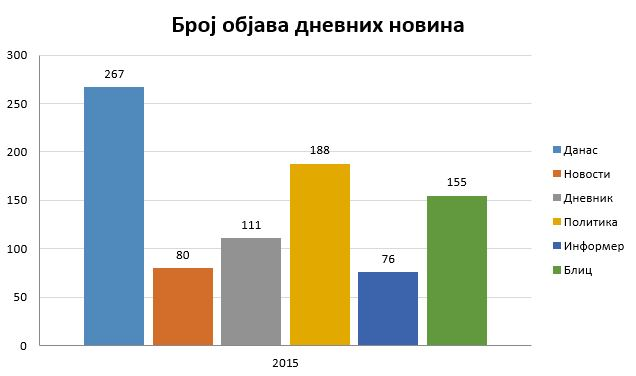 Број објава дневних новина
300
250
200
150
100
50
0
267
80
111
188
76
155
2015
Данас
Новости
Дневник
Политика
Информер
Блиц